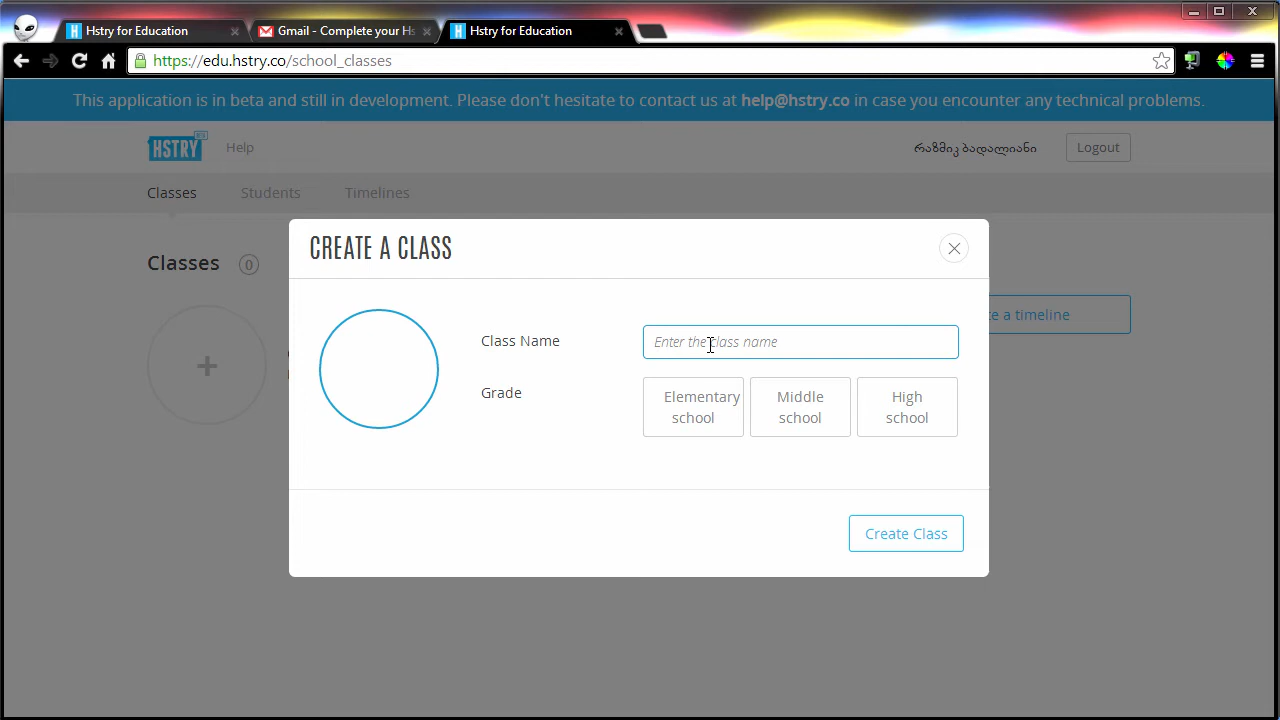 Hstry for Education
Gmail - Complete your Hs
Hstry for Education
https://edu.hstry.co/school_classes
This application is in beta and still in development. Please don't hesitate to contact us at help@hstry.co in case you encounter any technical problems.
HSTRY
Help
რაზმიკ ბადალიანი
Logout
Classes
Students
Timelines
Classes 0
te a timeline
CREATE A CLASS
Class Name
Enter the class name
Grade
Elementary
school
Middle
school
High
school
Create Class